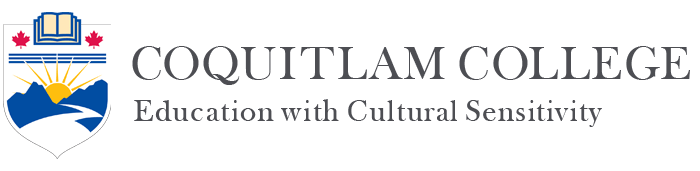 COQUITLAM COLLEGE
Education with Cultural Sensitivity